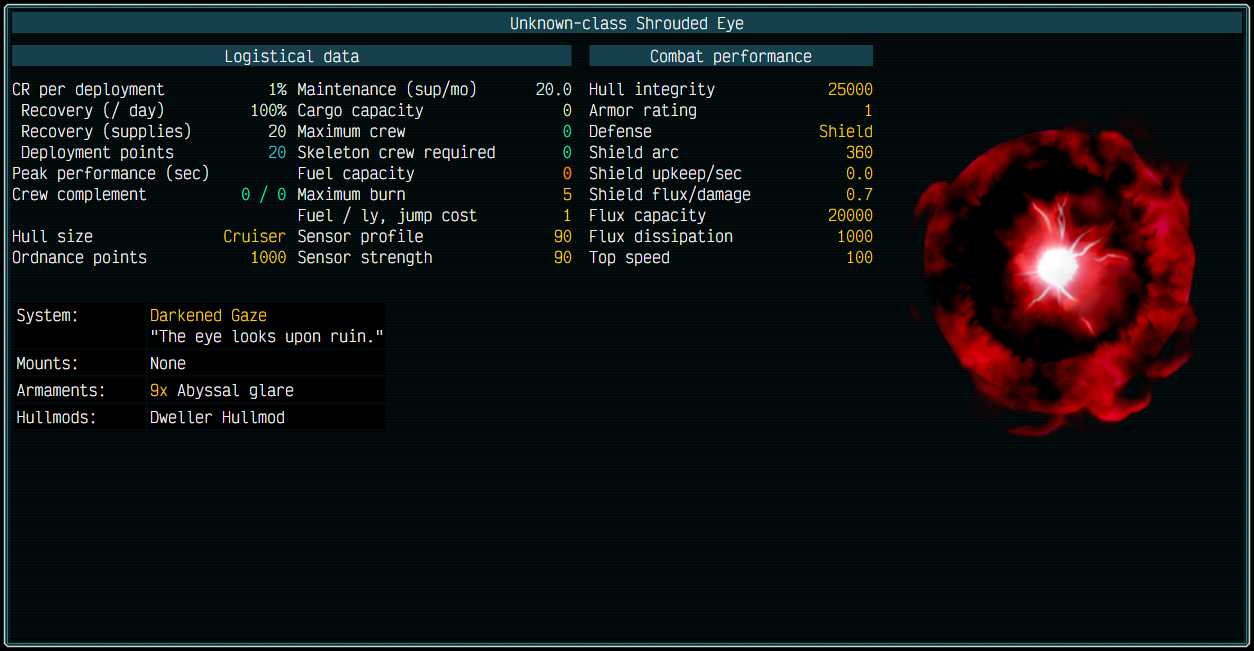 Unknown-class Shrouded Eye
Logistical data
CR per deployment 1% Maintenance (sup/mo) 20.0
Recovery (/ day) 100% Cargo capacity 0
Recovery (supplies) 20 Maximum crew 0
Deployment points 20 Skeleton crew required 0
Peak performance (sec) Fuel capacity 0
Crew complement 0 / 0 Maximum burn 5
Fuel / ly, jump cost 1
Hull size Cruiser Sensor profile 90
Ordnance points 1000 Sensor strength 90
Combat performance
Hull integrity 25000
Armor rating 1
Defense Shield
Shield arc 360
Shield upkeep/sec 0.0
Shield flux/damage 0.7
Flux capacity 20000
Flux dissipation 1000
Top speed 100
System: Darkened Gaze
"The eye looks upon ruin."
Mounts: None
Armaments: 9x Abyssal glare
Hullmods: Dweller Hullmod